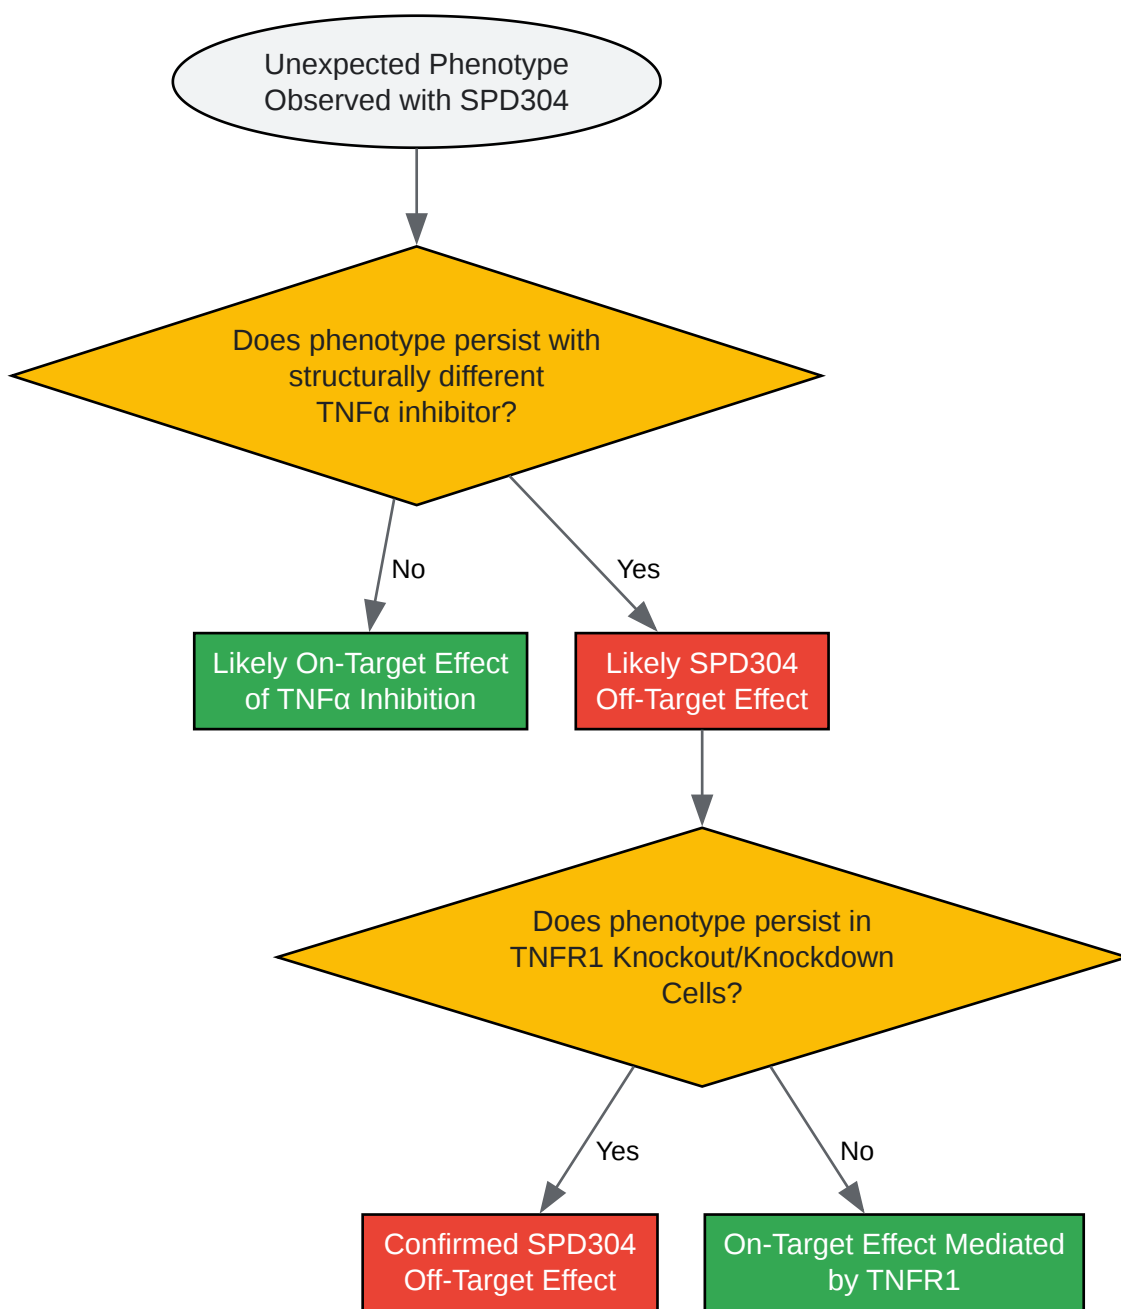 Unexpected Phenotype
Observed with SPD304
Does phenotype persist with
structurally different
TNFα inhibitor?
No
Yes
Likely On-Target Effect
of TNFα Inhibition
Likely SPD304
Off-Target Effect
Does phenotype persist in
TNFR1 Knockout/Knockdown
Cells?
Yes
No
Confirmed SPD304
Off-Target Effect
On-Target Effect Mediated
by TNFR1